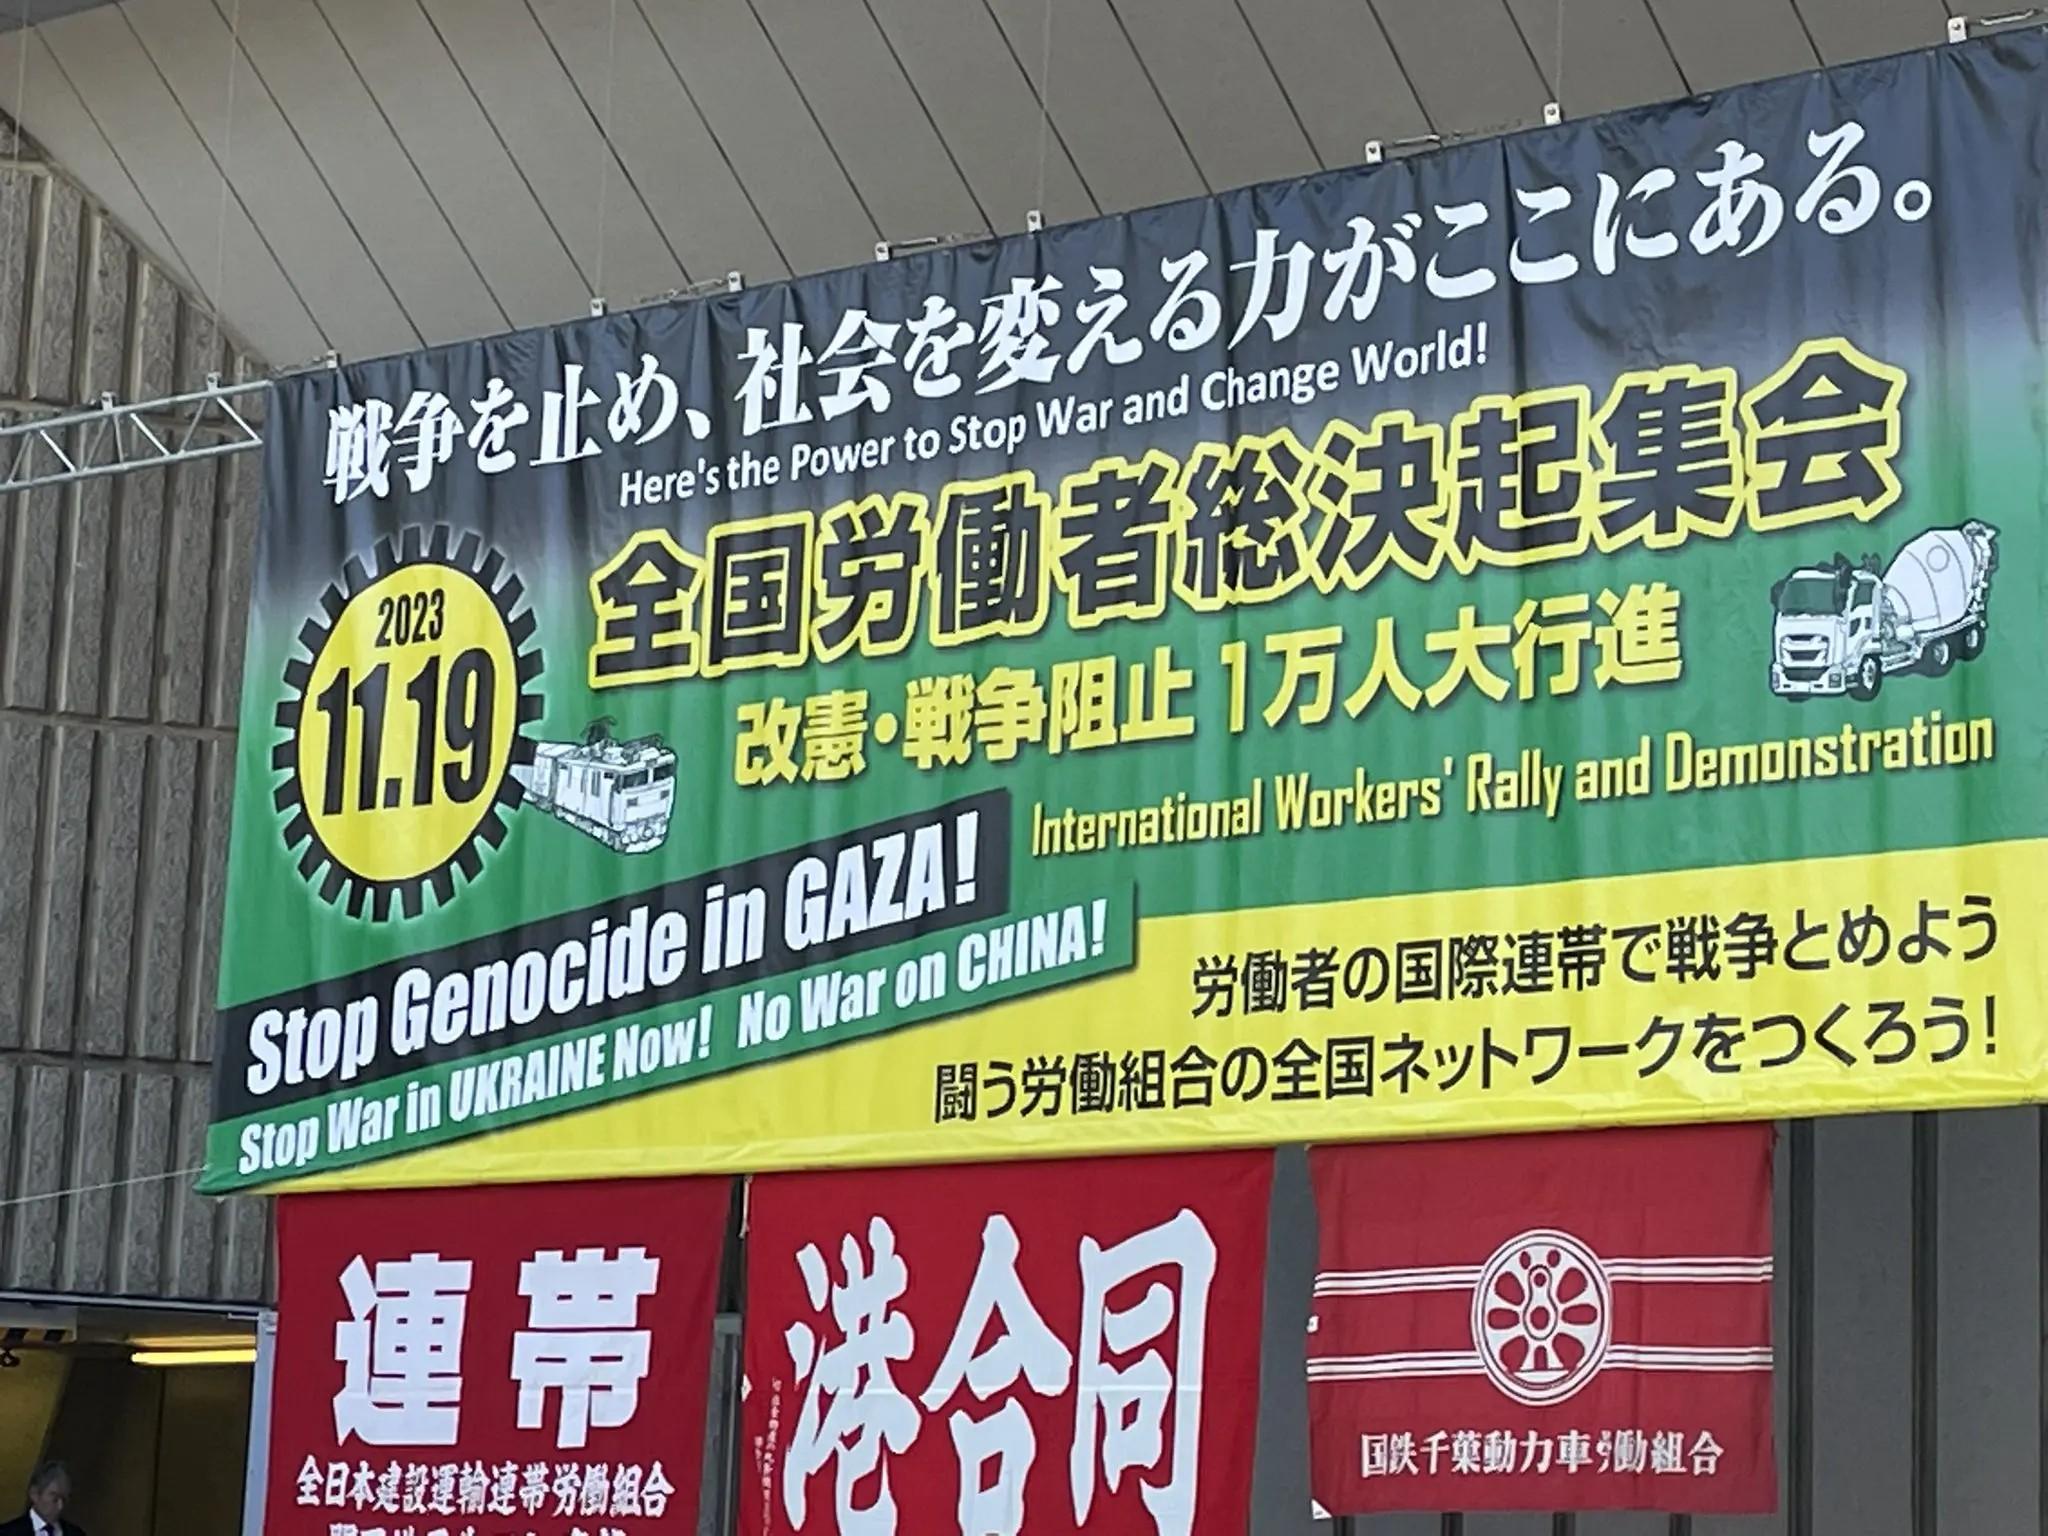 戦争を止め、社会を変える力がここにある。
Here's the Power to Stop War and Change World!
2023
11.19
全国労働者総決起集会
改憲・戦争阻止 1万人大行進
International Workers' Rally and Demonstration
Stop Genocide in GAZA!
Stop War in UKRAINE Now! No War on CHINA!
労働者の国際連帯で戦争とめよう
闘う労働組合の全国ネットワークをつくろう!
連帯
全日本建設運輸連帯労働組合
港合同
国鉄千葉動力車労働組合